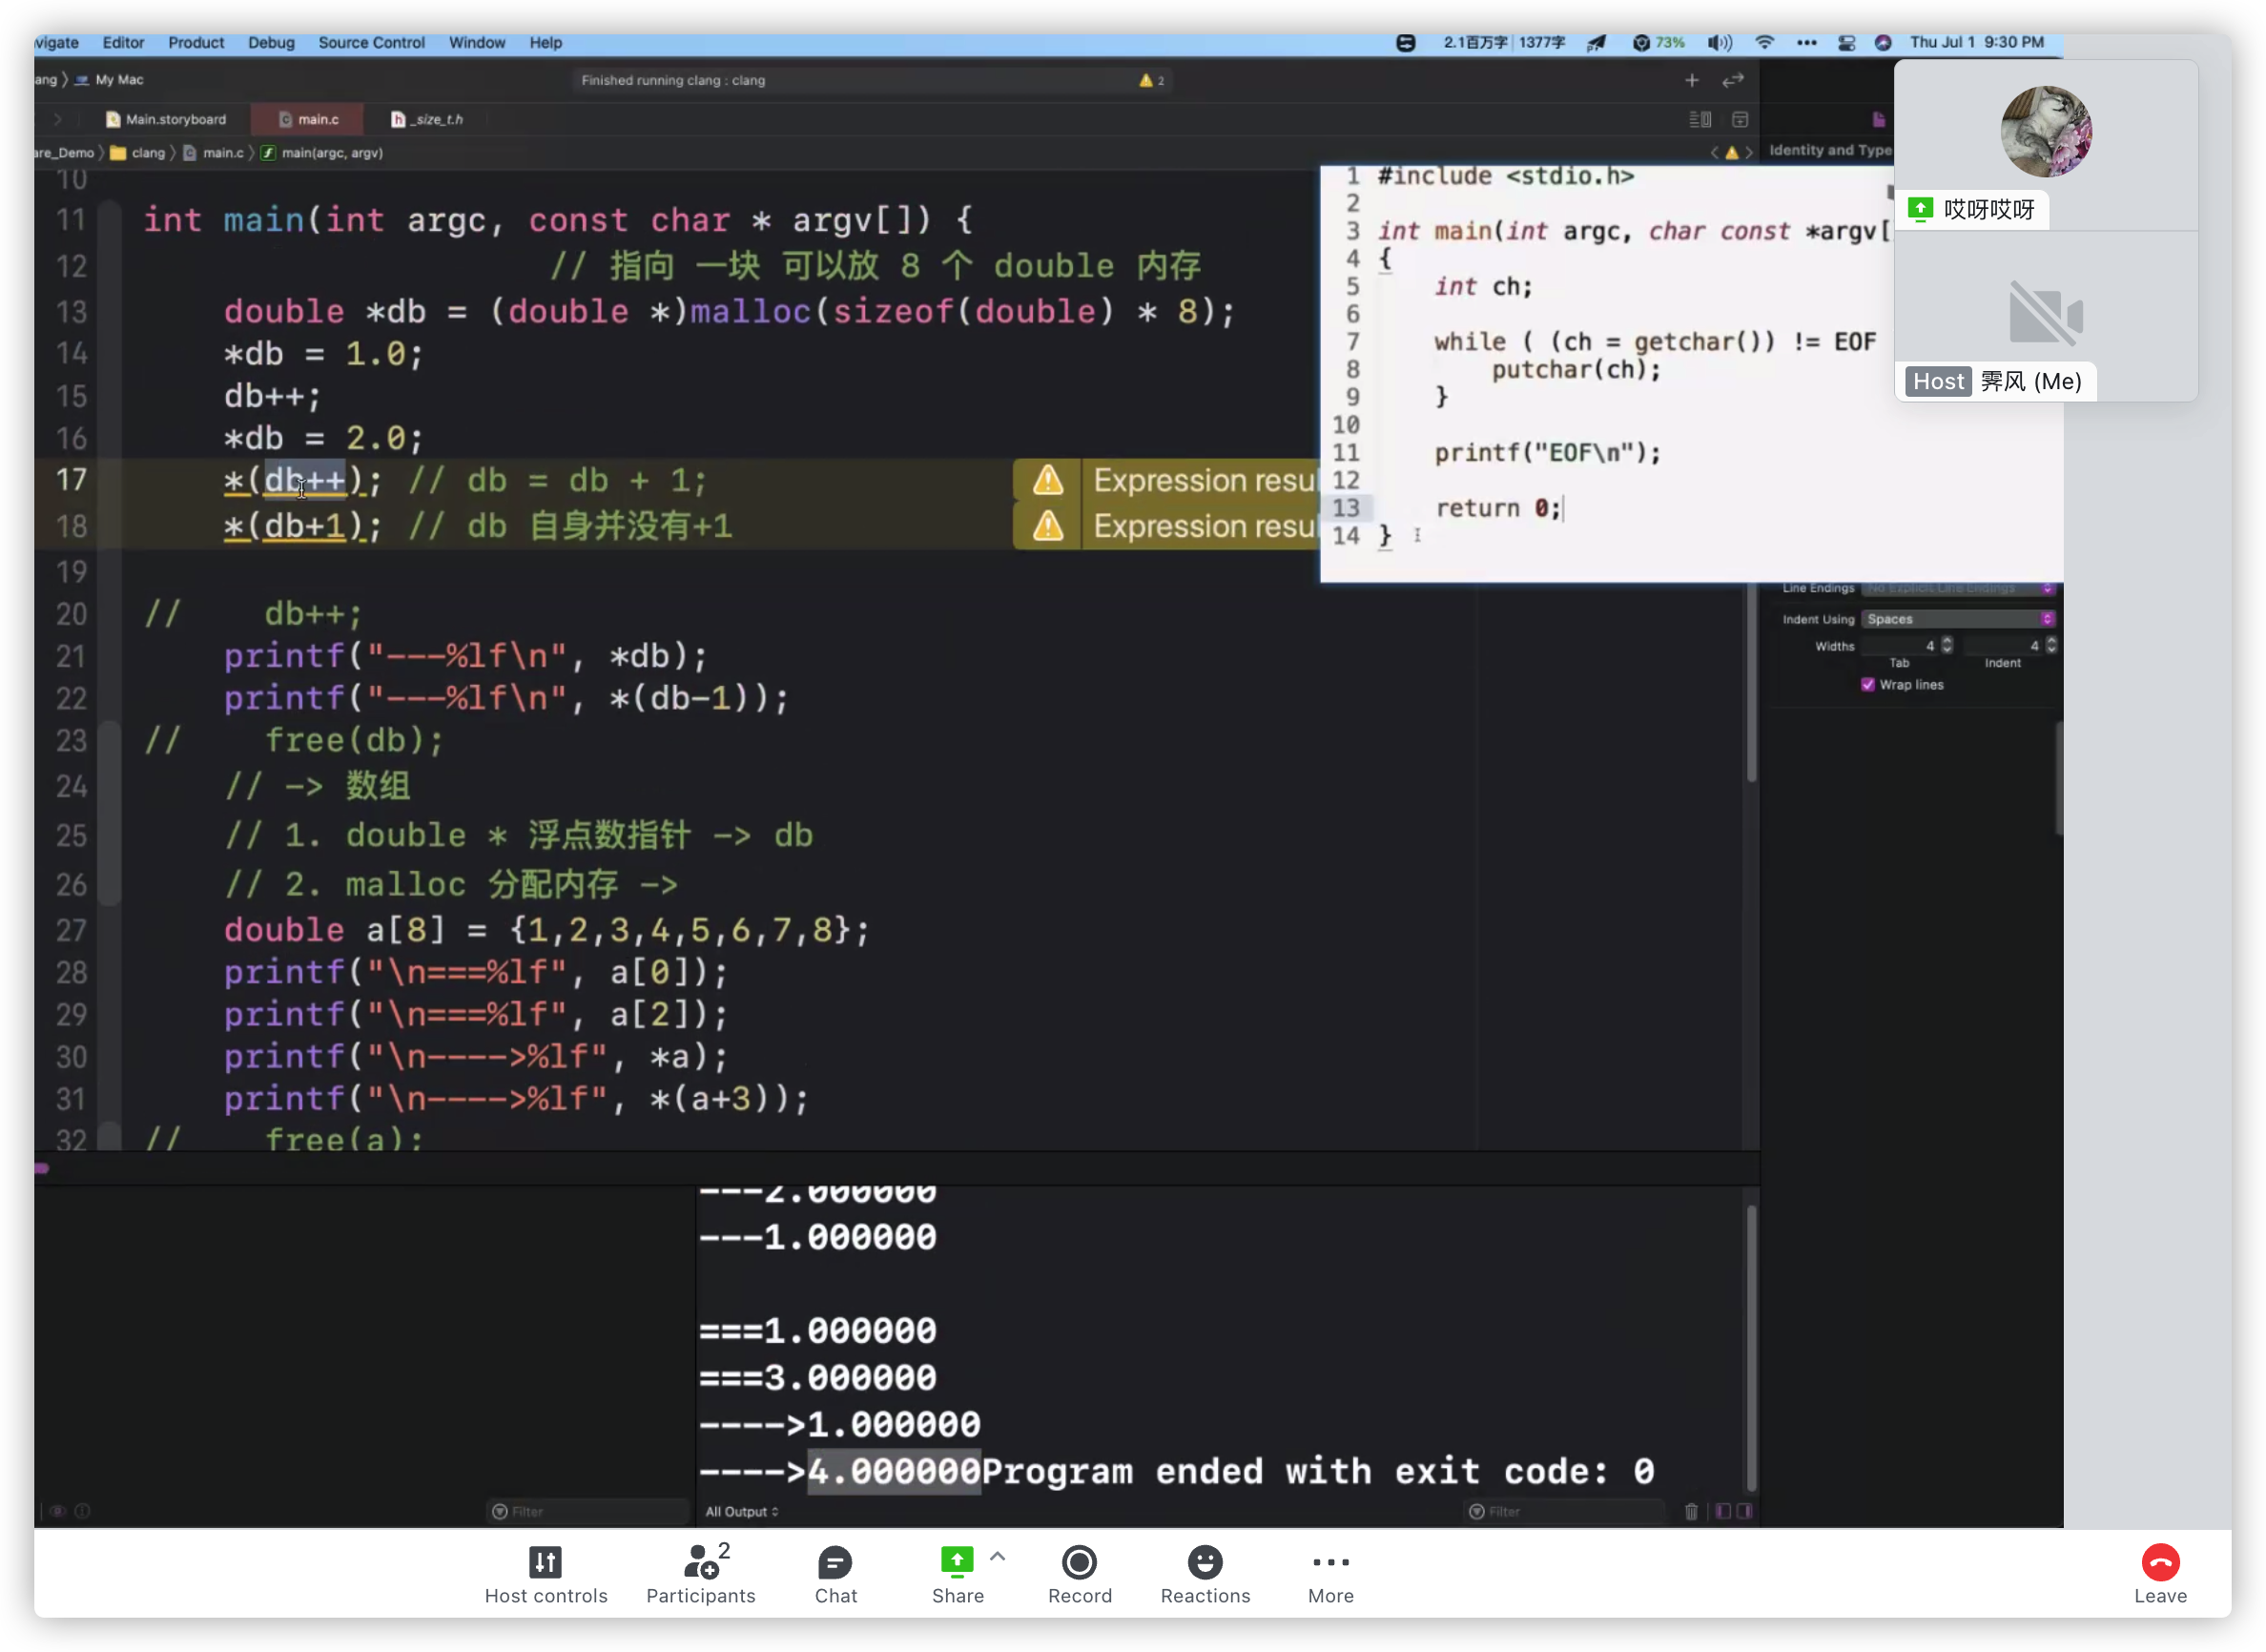 vigate Editor Product Debug Source Control Window Help 2.1百万字 1377字 73% Thu Jul 1 9:30 PM
ang 〉 My Mac Finished running clang : clang 2
Main.storyboard main.c _size_t.h
are_Demo 〉 clang 〉 main.c 〉 main(argc, argv)
Identity and Type
10
11 int main(int argc, const char * argv[]) {
12 // 指向 一块 可以放 8 个 double 内存
13 double *db = (double *)malloc(sizeof(double) * 8);
14 *db = 1.0;
15 db++;
16 *db = 2.0;
17 *(db++); // db = db + 1; Expression resu
18 *(db+1); // db 自身并没有+1 Expression resu
19
20 // db++;
21 printf("---%lf\n", *db);
22 printf("---%lf\n", *(db-1));
23 // free(db);
24 // -> 数组
25 // 1. double * 浮点数指针 -> db
26 // 2. malloc 分配内存 ->
27 double a[8] = {1,2,3,4,5,6,7,8};
28 printf("\n===%lf", a[0]);
29 printf("\n===%lf", a[2]);
30 printf("\n---->%lf", *a);
31 printf("\n---->%lf", *(a+3));
32 // free(a);
1 #include <stdio.h>
2
3 int main(int argc, char const *argv[
4 {
5 int ch;
6
7 while ( (ch = getchar()) != EOF
8 putchar(ch);
9 }
10
11 printf("EOF\n");
12
13 return 0;
14 }
哎呀哎呀
Host 霁风 (Me)
Line Endings No Explicit Line Endings
Indent Using Spaces
Widths 4 4
Tab Indent
Wrap lines
---2.000000
---1.000000
===1.000000
===3.000000
---->1.000000
---->4.000000Program ended with exit code: 0
Filter All Output Filter
2
Host controls Participants Chat Share Record Reactions More Leave